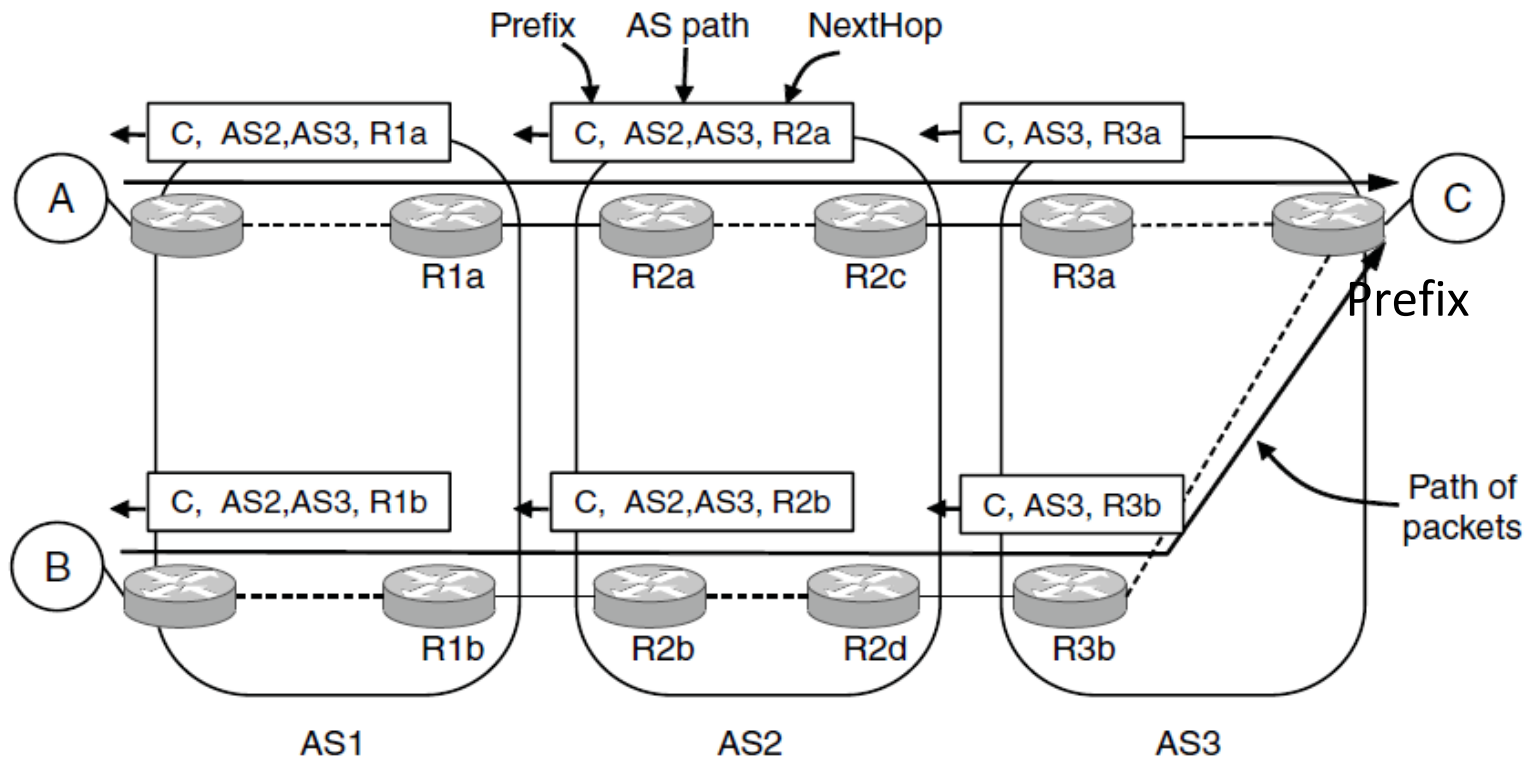 Prefix AS path NextHop
C, AS2,AS3, R1a
C, AS2,AS3, R2a
C, AS3, R3a
A
C
R1a
R2a
R2c
R3a
Prefix
C, AS2,AS3, R1b
C, AS2,AS3, R2b
C, AS3, R3b
Path of
packets
B
R1b
R2b
R2d
R3b
AS1
AS2
AS3